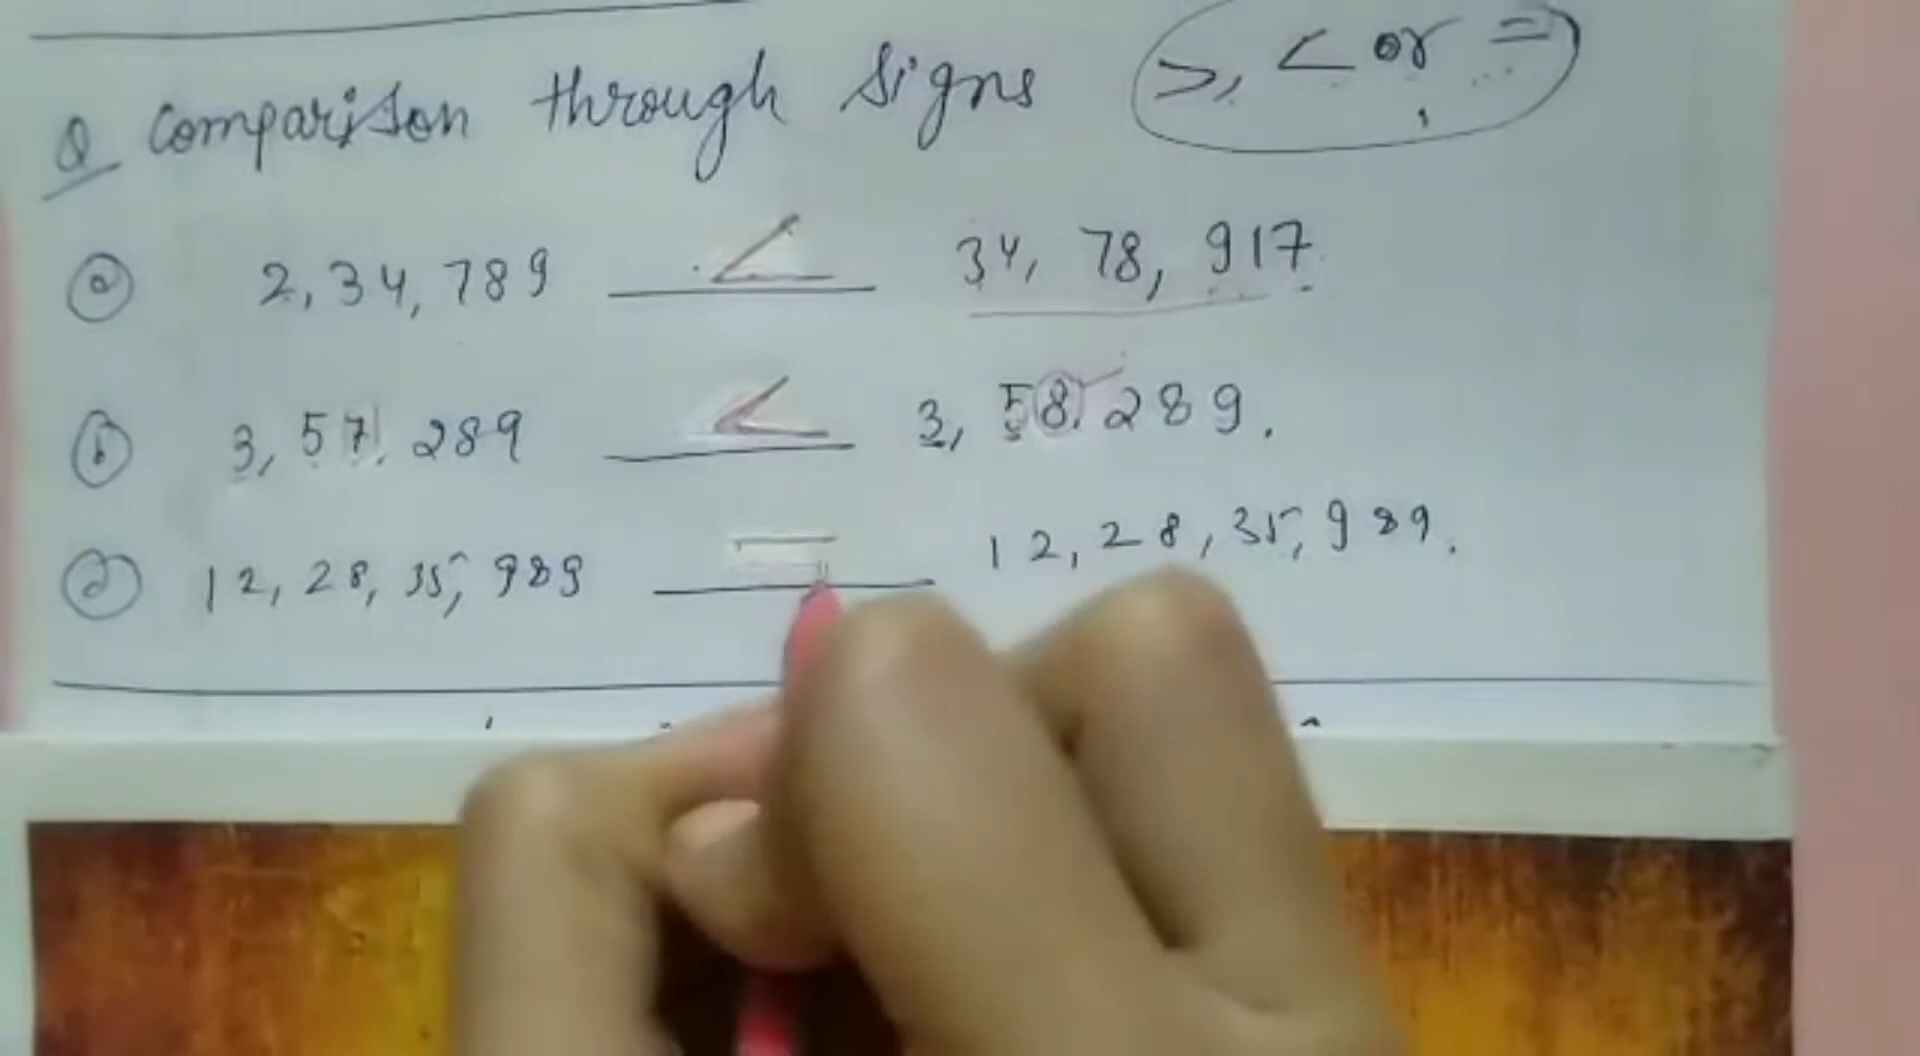 Q Comparison through signs (>, < or =)
(a) 2,34,789 < 34,78,917
(b) 3,57,289 < 3,58,289.
(d) 12,28,35,989 = 12,28,35,989.